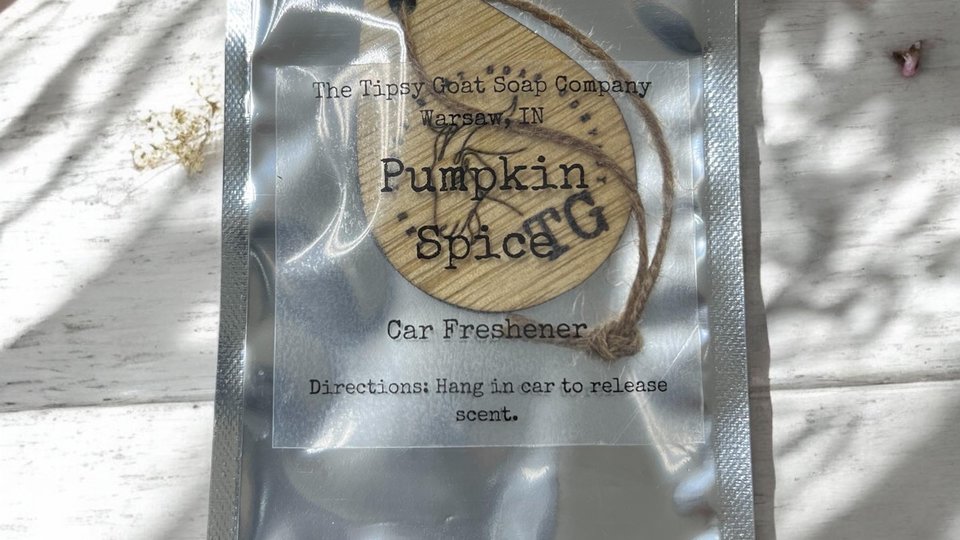 The Tipsy Goat Soap Company
Warsaw, IN
Pumpkin
Spice
TG
Car Freshener
Directions: Hang in car to release
scent.